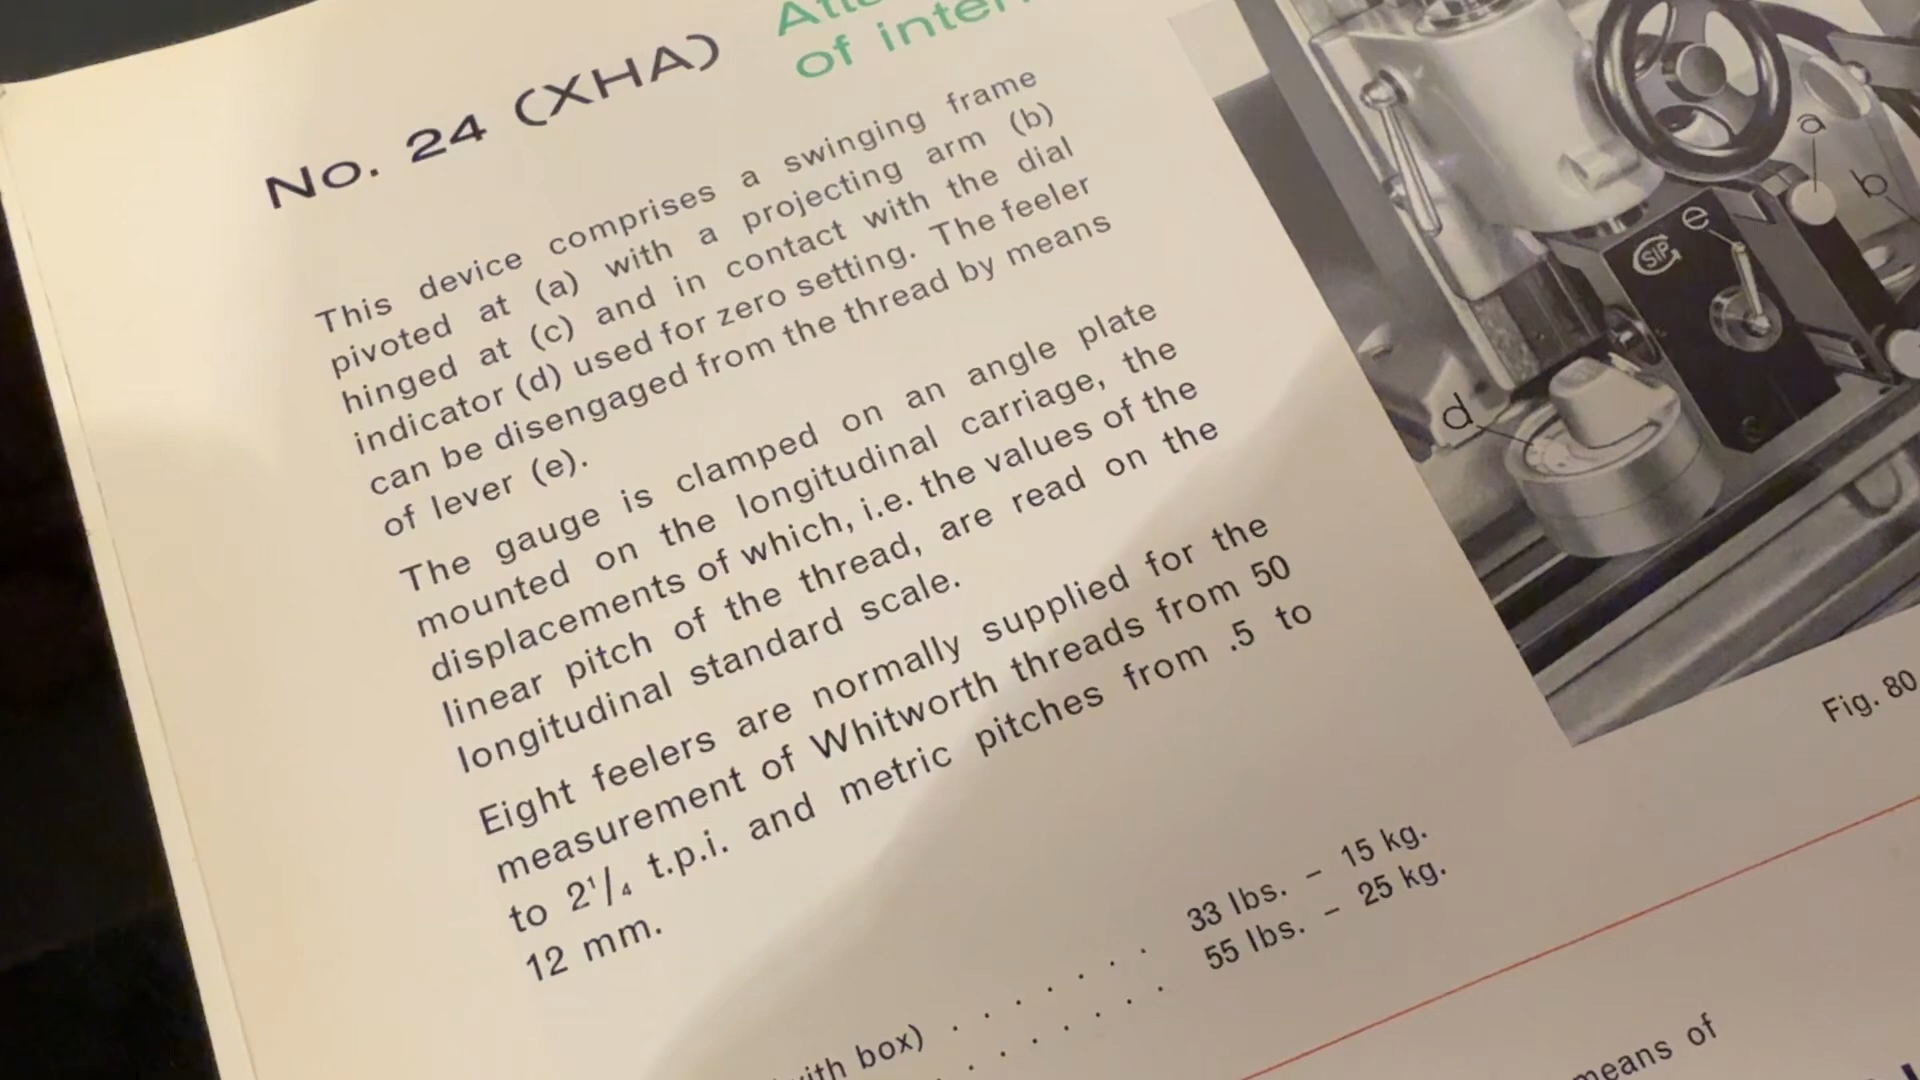 No. 24 (XHA)
of inter
This device comprises a swinging frame
pivoted at (a) with a projecting arm (b)
hinged at (c) and in contact with the dial
indicator (d) used for zero setting. The feeler
can be disengaged from the thread by means
of lever (e).
The gauge is clamped on an angle plate
mounted on the longitudinal carriage, the
displacements of which, i.e. the values of the
linear pitch of the thread, are read on the
longitudinal standard scale.
Eight feelers are normally supplied for the
measurement of Whitworth threads from 50
to 2¹/₄ t.p.i. and metric pitches from .5 to
12 mm.
with box) . . . . . . . 33 lbs. – 15 kg.
. . . . . . . . 55 lbs. – 25 kg.
means of
a
b
e
SIP
d
Fig. 80